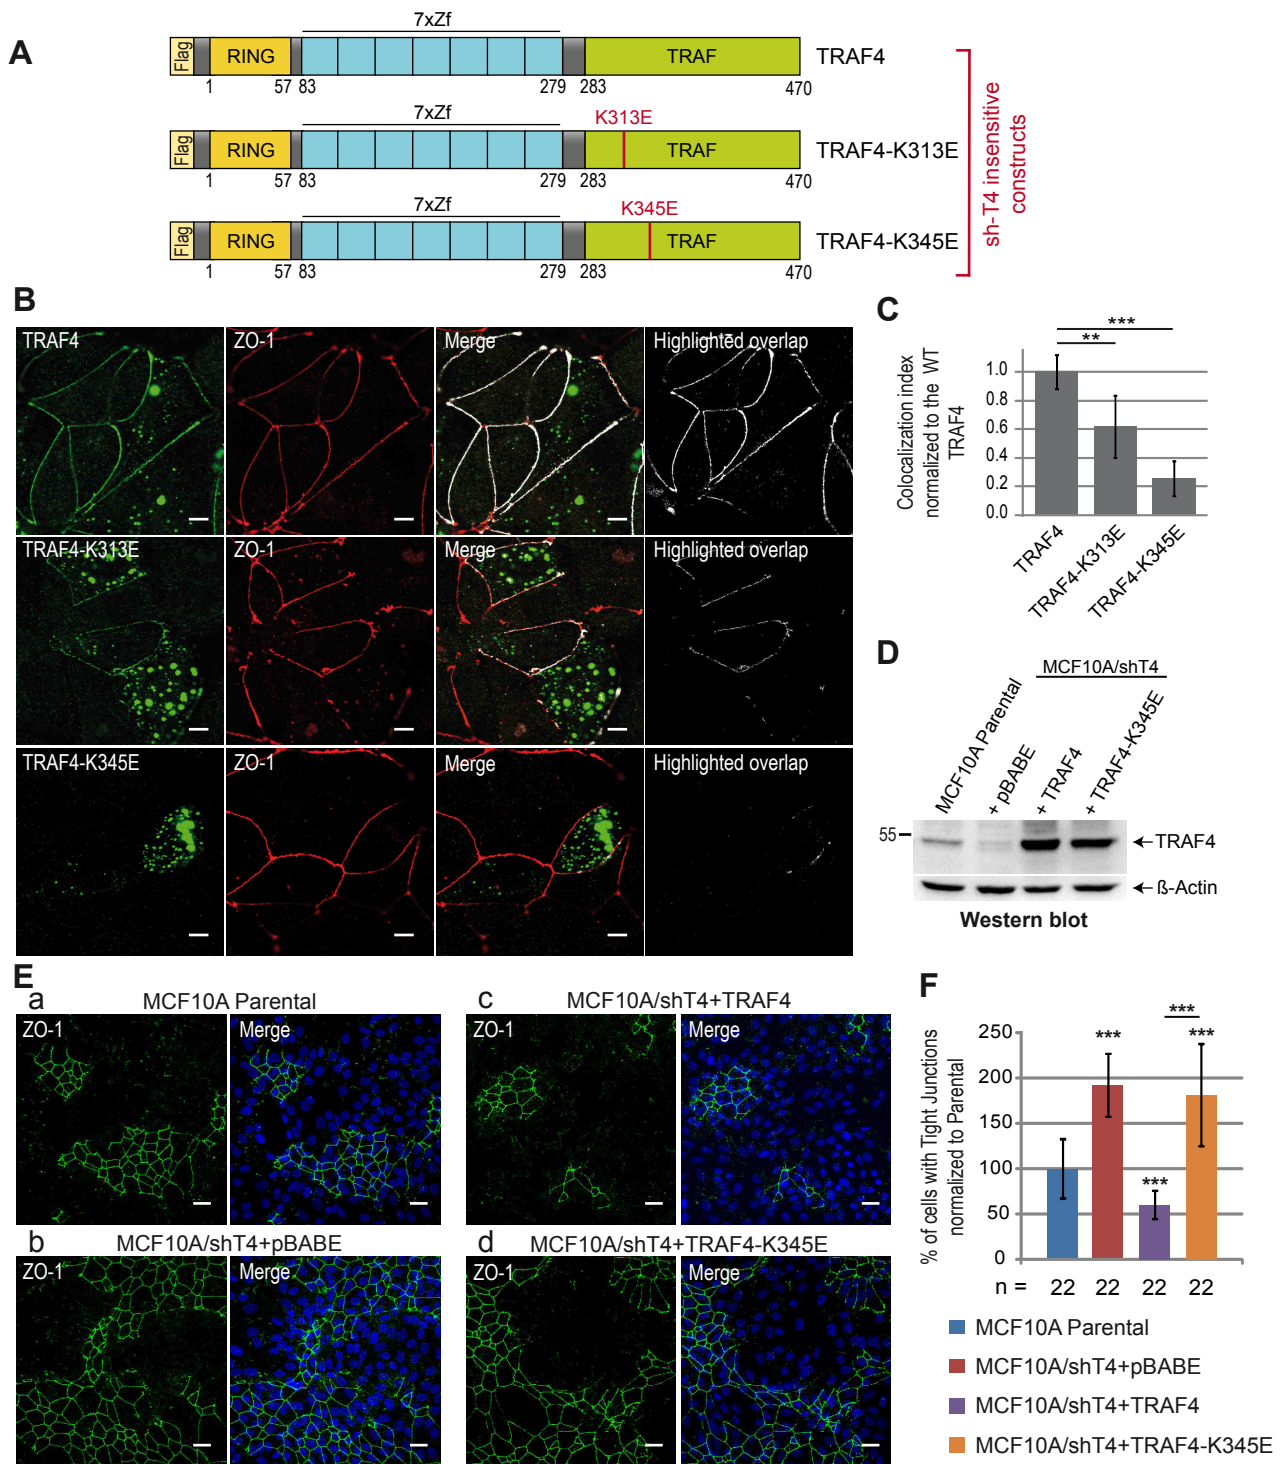 A
7xZf
Flag RING TRAF TRAF4
1 57 83 279 283 470
7xZf
K313E
Flag RING TRAF TRAF4-K313E
1 57 83 279 283 470
7xZf
K345E
Flag RING TRAF TRAF4-K345E
1 57 83 279 283 470
sh-T4 insensitive
constructs
B
TRAF4 ZO-1 Merge Highlighted overlap
TRAF4-K313E ZO-1 Merge Highlighted overlap
TRAF4-K345E ZO-1 Merge Highlighted overlap
C
***
**
Colocalization index
normalized to the WT
TRAF4
1.0
0.8
0.6
0.4
0.2
0.0
TRAF4
TRAF4-K313E
TRAF4-K345E
D
MCF10A/shT4
MCF10A Parental
+ pBABE
+ TRAF4
+ TRAF4-K345E
55
TRAF4
ß-Actin
Western blot
E
a MCF10A Parental
ZO-1 Merge
c MCF10A/shT4+TRAF4
ZO-1 Merge
b MCF10A/shT4+pBABE
ZO-1 Merge
d MCF10A/shT4+TRAF4-K345E
ZO-1 Merge
F
% of cells with Tight Junctions
normalized to Parental
250
200
150
100
50
0
***
***
***
***
n = 22 22 22 22
MCF10A Parental
MCF10A/shT4+pBABE
MCF10A/shT4+TRAF4
MCF10A/shT4+TRAF4-K345E